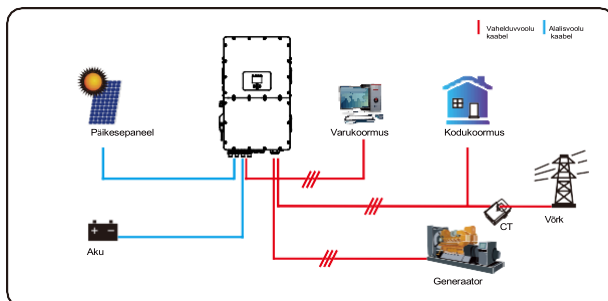 Vahelduvvoolu
kaabel
Alalisvoolu
kaabel
Päikesepaneel
Varukoormus
Kodukoormus
Aku
CT
Võrk
Generaator